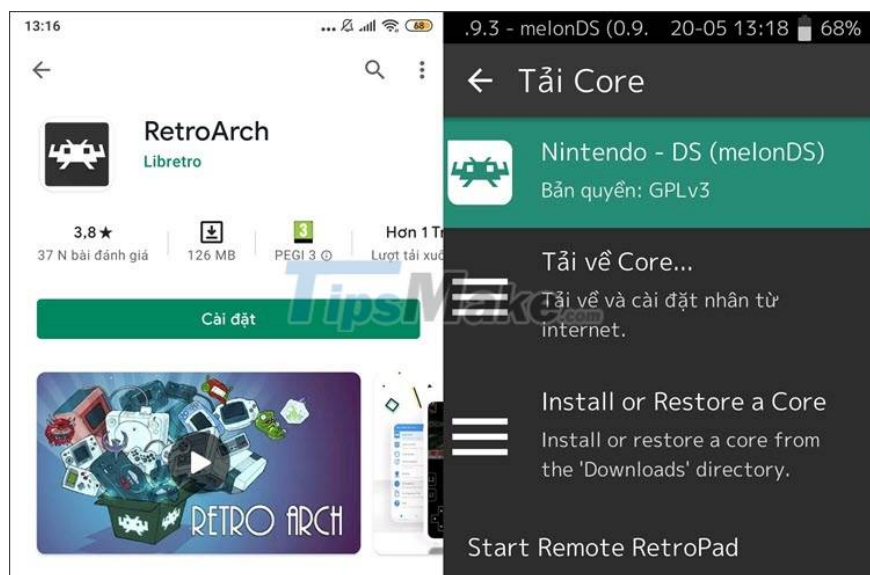 13:16
... 68
RetroArch
Libretro
3,8★
37 N bài đánh giá
126 MB
3
PEGI 3
Hơn 1 Tr
Lượt tải xuố
Cài đặt
RETRO ARCH
TipsMake.com
.9.3 - melonDS (0.9. 20-05 13:18 68%
Tải Core
Nintendo - DS (melonDS)
Bản quyền: GPLv3
Tải về Core...
Tải về và cài đặt nhân từ
internet.
Install or Restore a Core
Install or restore a core from
the 'Downloads' directory.
Start Remote RetroPad